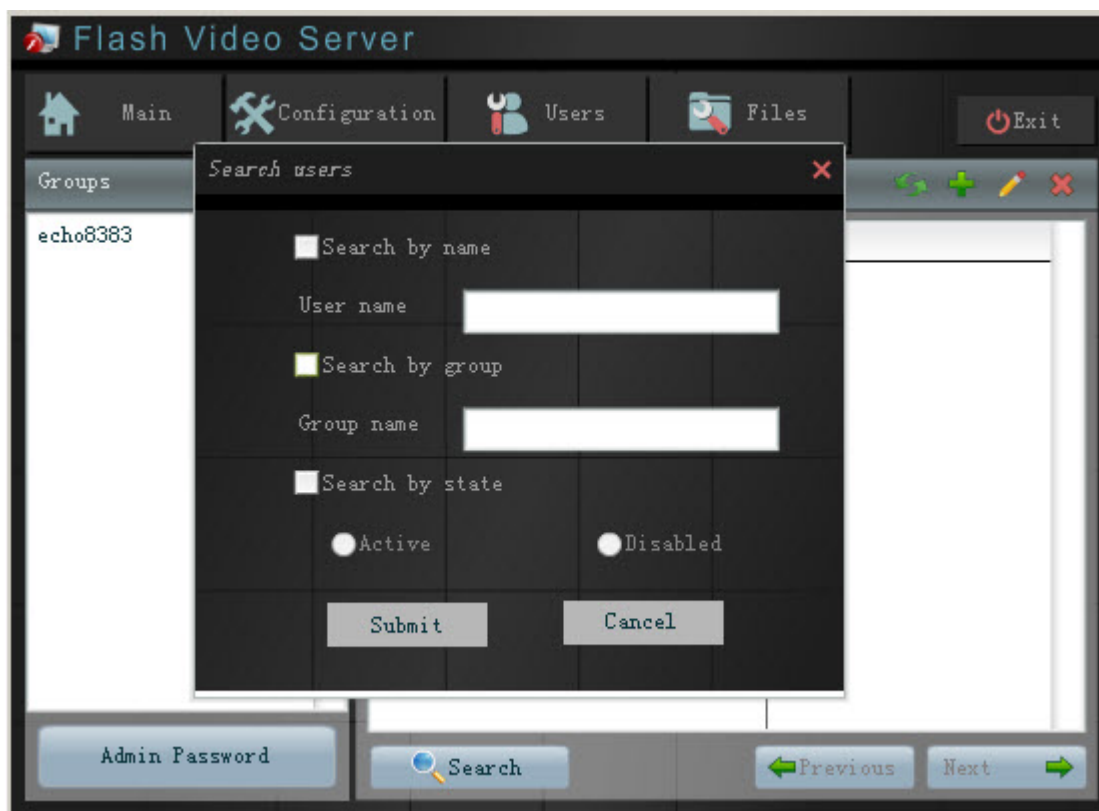 Flash Video Server
Main
Configuration
Users
Files
Exit
Groups
Search users
echo8383
Search by name
User name
Search by group
Group name
Search by state
Active
Disabled
Submit
Cancel
Admin Password
Search
Previous
Next